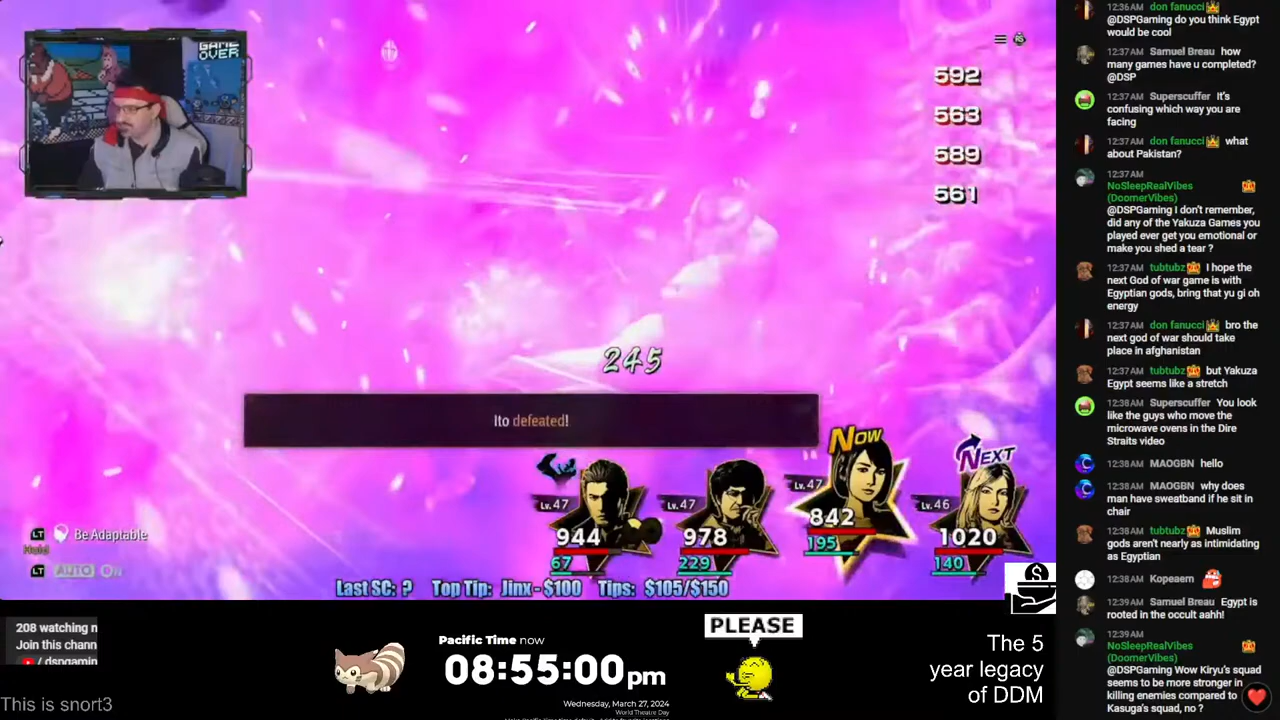 GAME
OVER
592
563
589
561
245
Ito defeated!
NOW
NEXT
Lv.47
944
67
Lv.47
978
229
Lv.47
842
195
Lv.46
1020
140
LT
Hold
Be Adaptable
LT AUTO On
Last SC: ? Top Tip: Jinx - $100 Tips: $105/$150
208 watching n
Join this chann
/ dspgamin
This is snort3
Pacific Time now
08:55:00pm
Wednesday, March 27, 2024
World Theatre Day
PLEASE
The 5
year legacy
of DDM
12:36AM don fanucci
@DSPGaming do you think Egypt
would be cool
12:37AM Samuel Breau how
many games have u completed?
@DSP
12:37AM Superscuffer It's
confusing which way you are
facing
12:37AM don fanucci what
about Pakistan?
12:37AM
NoSleepRealVibes
(DoomerVibes)
@DSPGaming I don't remember,
did any of the Yakuza Games you
played ever get you emotional or
make you shed a tear ?
12:37AM tubtubz I hope the
next God of war game is with
Egyptian gods, bring that yu gi oh
energy
12:37AM don fanucci bro the
next god of war should take
place in afghanistan
12:37AM tubtubz but Yakuza
Egypt seems like a stretch
12:38AM Superscuffer You look
like the guys who move the
microwave ovens in the Dire
Straits video
12:38AM MAOGBN hello
12:38AM MAOGBN why does
man have sweatband if he sit in
chair
12:38AM tubtubz Muslim
gods aren't nearly as intimidating
as Egyptian
12:38AM Kopeaem
12:39AM Samuel Breau Egypt is
rooted in the occult aahh!
12:39AM
NoSleepRealVibes
(DoomerVibes)
@DSPGaming Wow Kiryu's squad
seems to be more stronger in
killing enemies compared to
Kasuga's squad, no ?